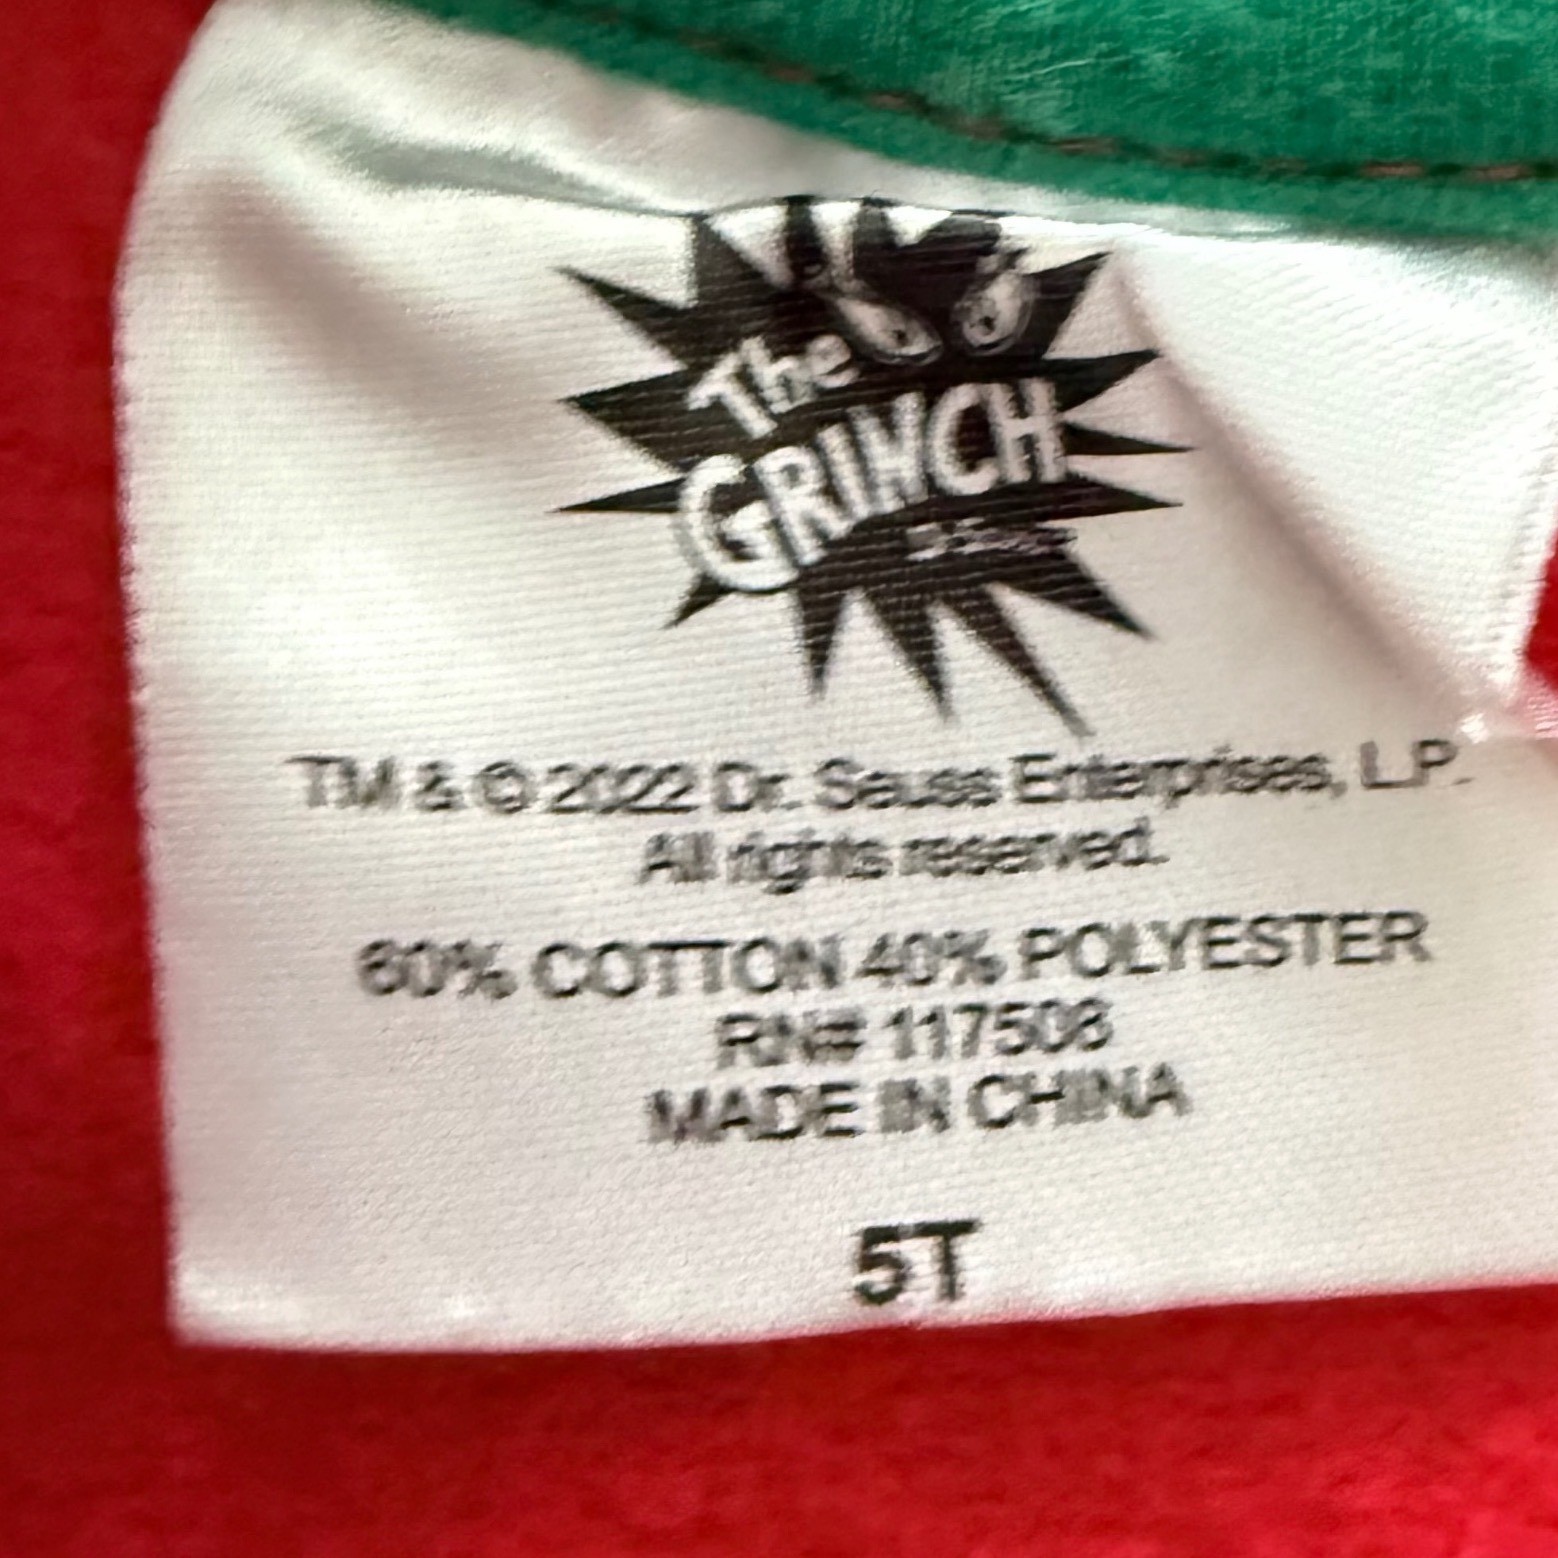 The
GRINCH
TM & © 2022 Dr. Seuss Enterprises, L.P.
All rights reserved.
60% COTTON 40% POLYESTER
RN# 117508
MADE IN CHINA
5T